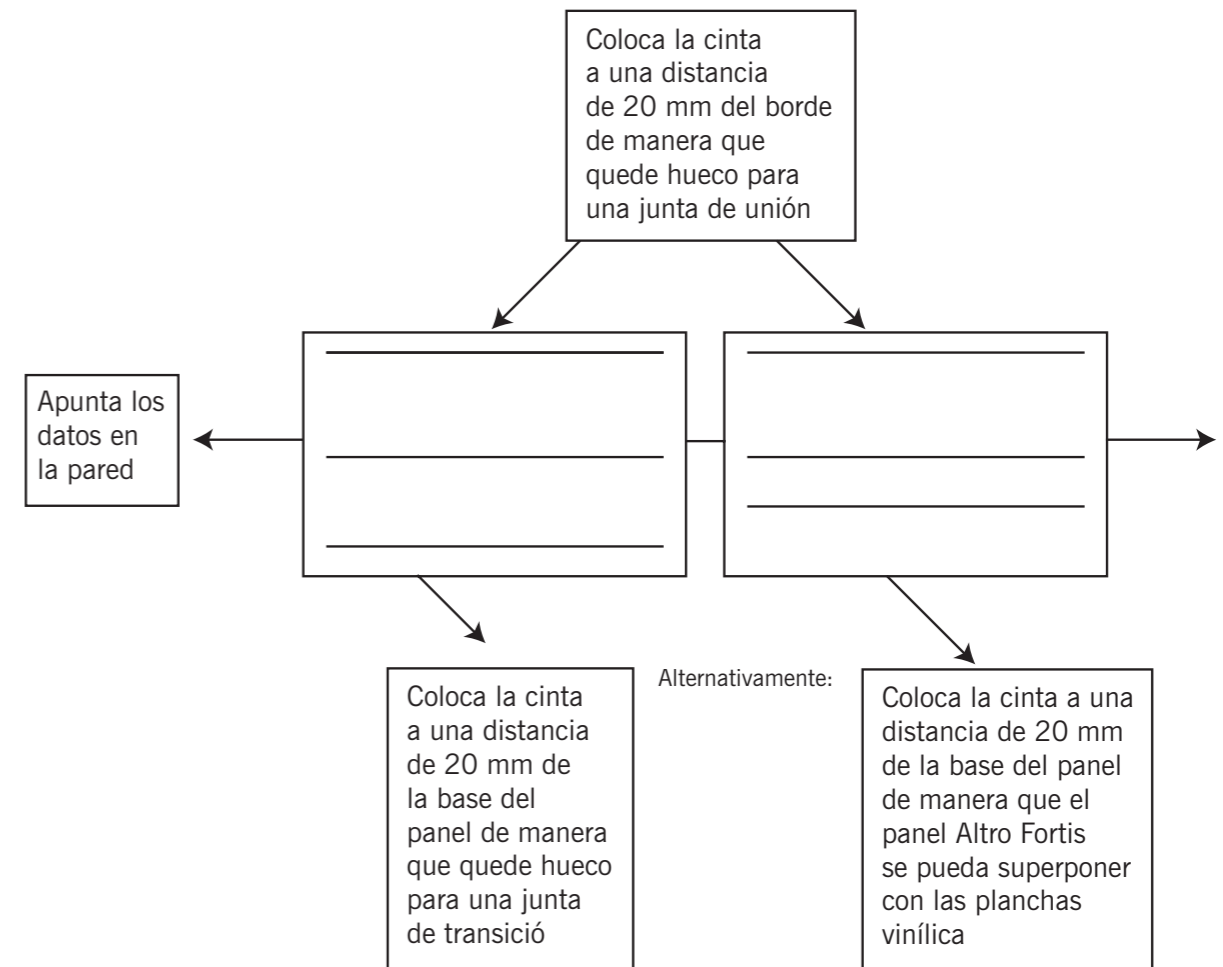 Coloca la cinta
a una distancia
de 20 mm del borde
de manera que
quede hueco para
una junta de unión
Apunta los
datos en
la pared
Coloca la cinta
a una distancia
de 20 mm de
la base del
panel de manera
que quede hueco
para una junta
de transició
Alternativamente:
Coloca la cinta a una
distancia de 20 mm
de la base del panel
de manera que el
panel Altro Fortis
se pueda superponer
con las planchas
vinílica